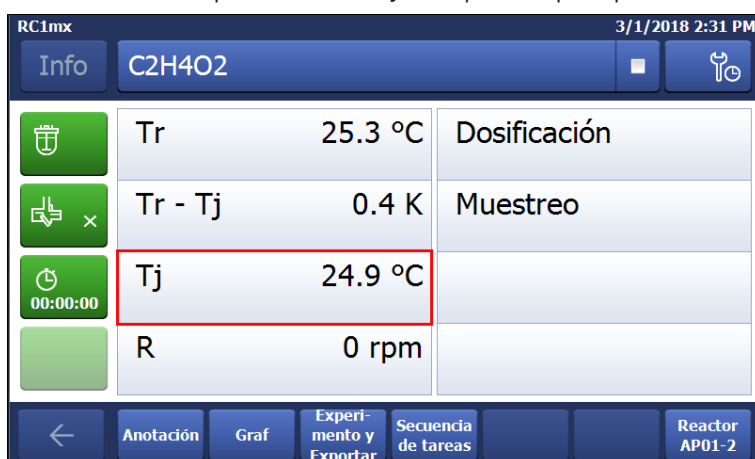 RC1mx 3/1/2018 2:31 PM
Info C2H4O2
Tr 25.3 °C Dosificación
Tr - Tj 0.4 K Muestreo
Tj 24.9 °C
00:00:00
R 0 rpm
Anotación Graf Experi-
mento y
Exportar Secuencia
de tareas Reactor
AP01-2